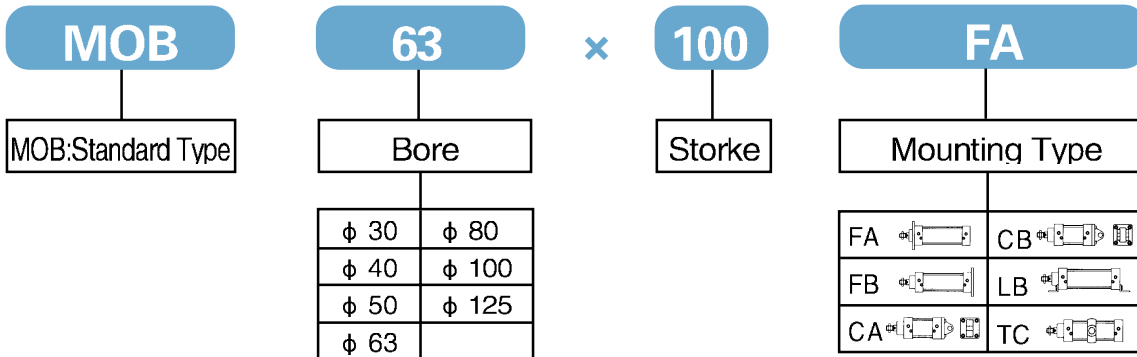 MOB 63 × 100 FA
MOB:Standard Type Bore Storke Mounting Type
φ 30 φ 80
φ 40 φ 100
φ 50 φ 125
φ 63
FA CB
FB LB
CA TC